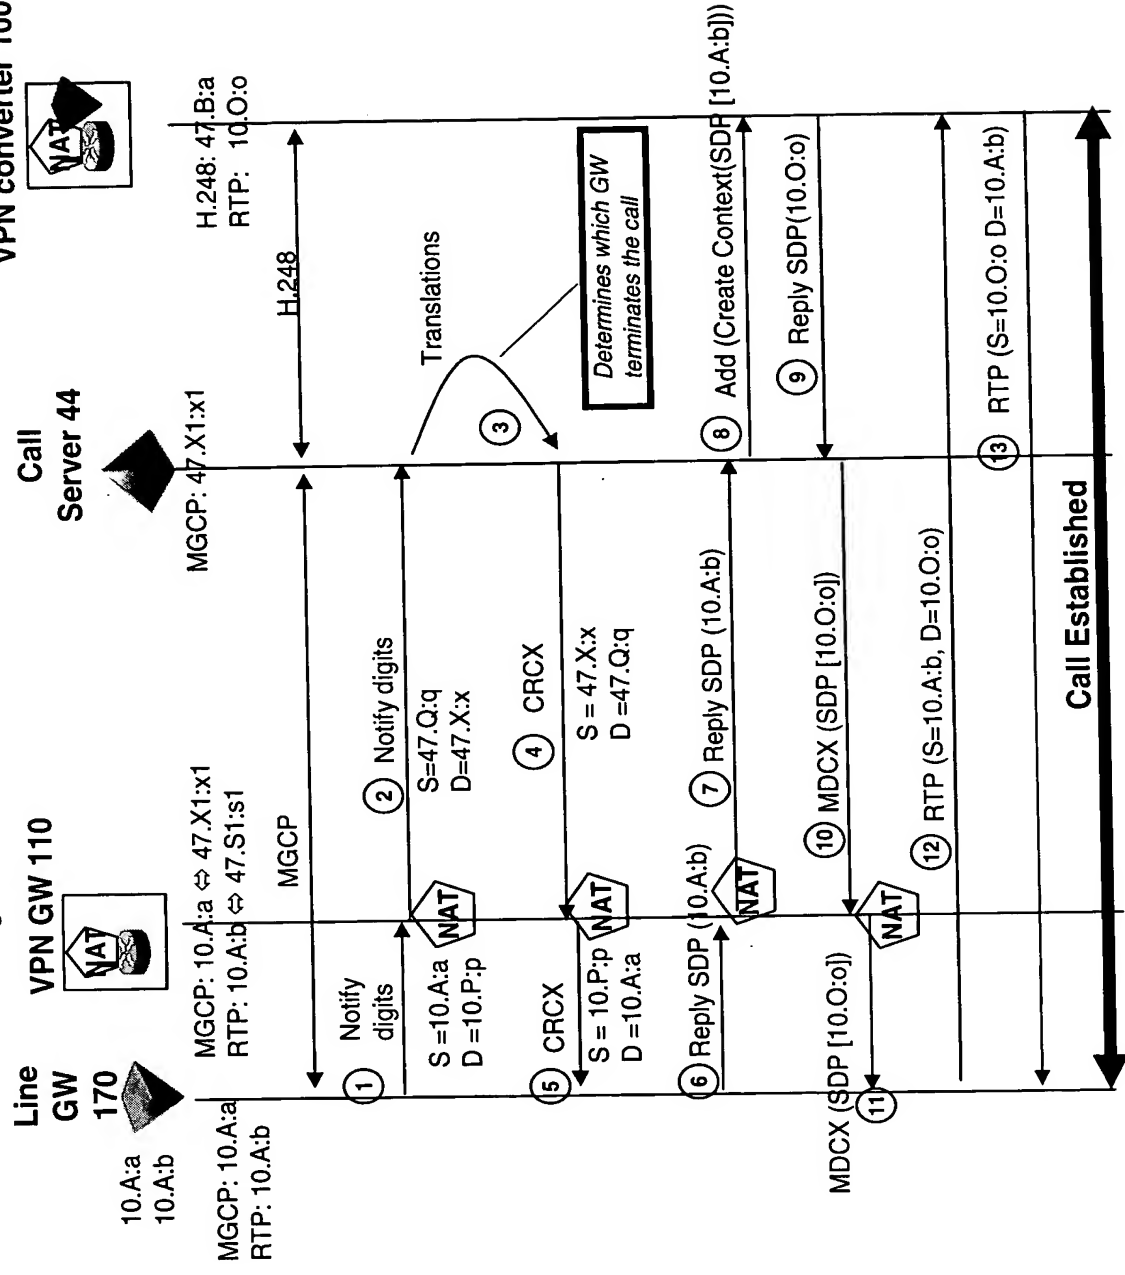 Line
GW
170
10.A:a
10.A:b
MGCP: 10.A:a
RTP: 10.A:b
VPN GW 110
NAT
MGCP: 10.A:a ⇔ 47.X1:x1
RTP: 10.A:b ⇔ 47.S1:s1
Call
Server 44
MGCP: 47.X1:x1
VPN converter
NAT
H.248: 47.B:a
RTP: 10.O:o
MGCP
H.248
1 Notify
digits
S =10.A:a
D =10.P:p
NAT
2 Notify digits
S=47.Q:q
D=47.X:x
Translations
3
Determines which GW
terminates the call
4 CRCX
S = 47.X:x
D =47.Q:q
NAT
5 CRCX
S = 10.P:p
D =10.A:a
6 Reply SDP (10.A:b)
NAT
7 Reply SDP (10.A:b)
8 Add (Create Context(SDP [10.A:b]))
9 Reply SDP(10.O:o)
10 MDCX (SDP [10.O:o])
NAT
MDCX (SDP [10.O:o])
11
12 RTP (S=10.A:b, D=10.O:o)
13 RTP (S=10.O:o D=10.A:b)
Call Established